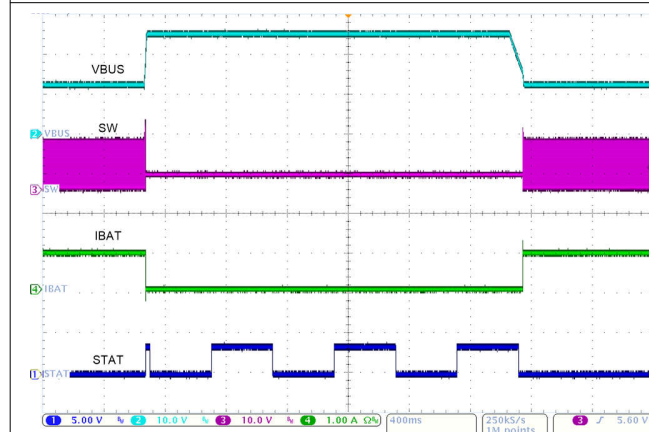 VBUS
SW
2 VBUS
3 SW
IBAT
4 IBAT
STAT
1 STAT
1 5.00 V 2 10.0 V 3 10.0 V 4 1.00 A Ω 400ms 250kS/s 3 5.60 V
1M points